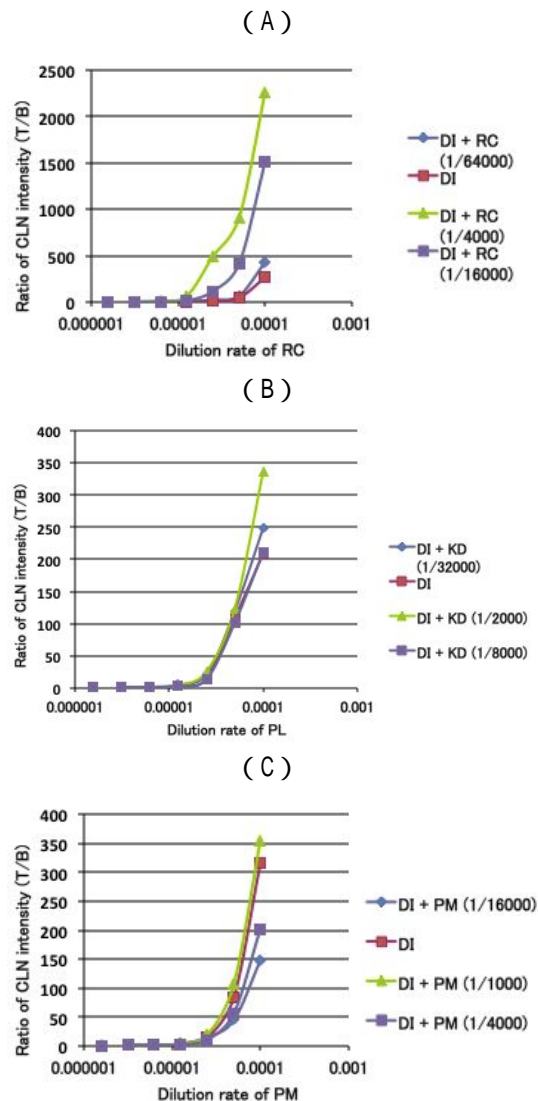 (A)
2500
2000
1500
1000
500
0
0.000001
0.00001
0.0001
0.001
Ratio of CLN intensity (T/B)
Dilution rate of RC
DI + RC
(1/64000)
DI
DI + RC
(1/4000)
DI + RC
(1/16000)
(B)
400
350
300
250
200
150
100
50
0
0.000001
0.00001
0.0001
0.001
Ratio of CLN intensity (T/B)
Dilution rate of PL
DI + KD
(1/32000)
DI
DI + KD (1/2000)
DI + KD (1/8000)
(C)
400
350
300
250
200
150
100
50
0
0.000001
0.00001
0.0001
0.001
Ratio of CLN intensity (T/B)
Dilution rate of PM
DI + PM (1/16000)
DI
DI + PM (1/1000)
DI + PM (1/4000)